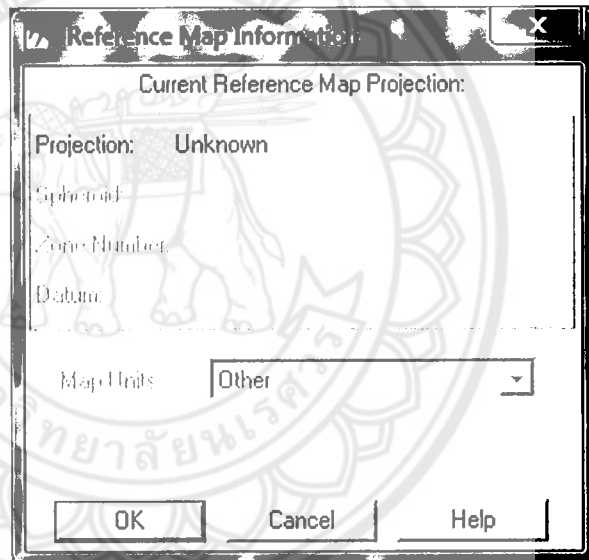 Reference Map Information
X
Current Reference Map Projection:
Projection: Unknown
Spheroid:
Zone Number:
Datum:
Map Units Other
OK Cancel Help